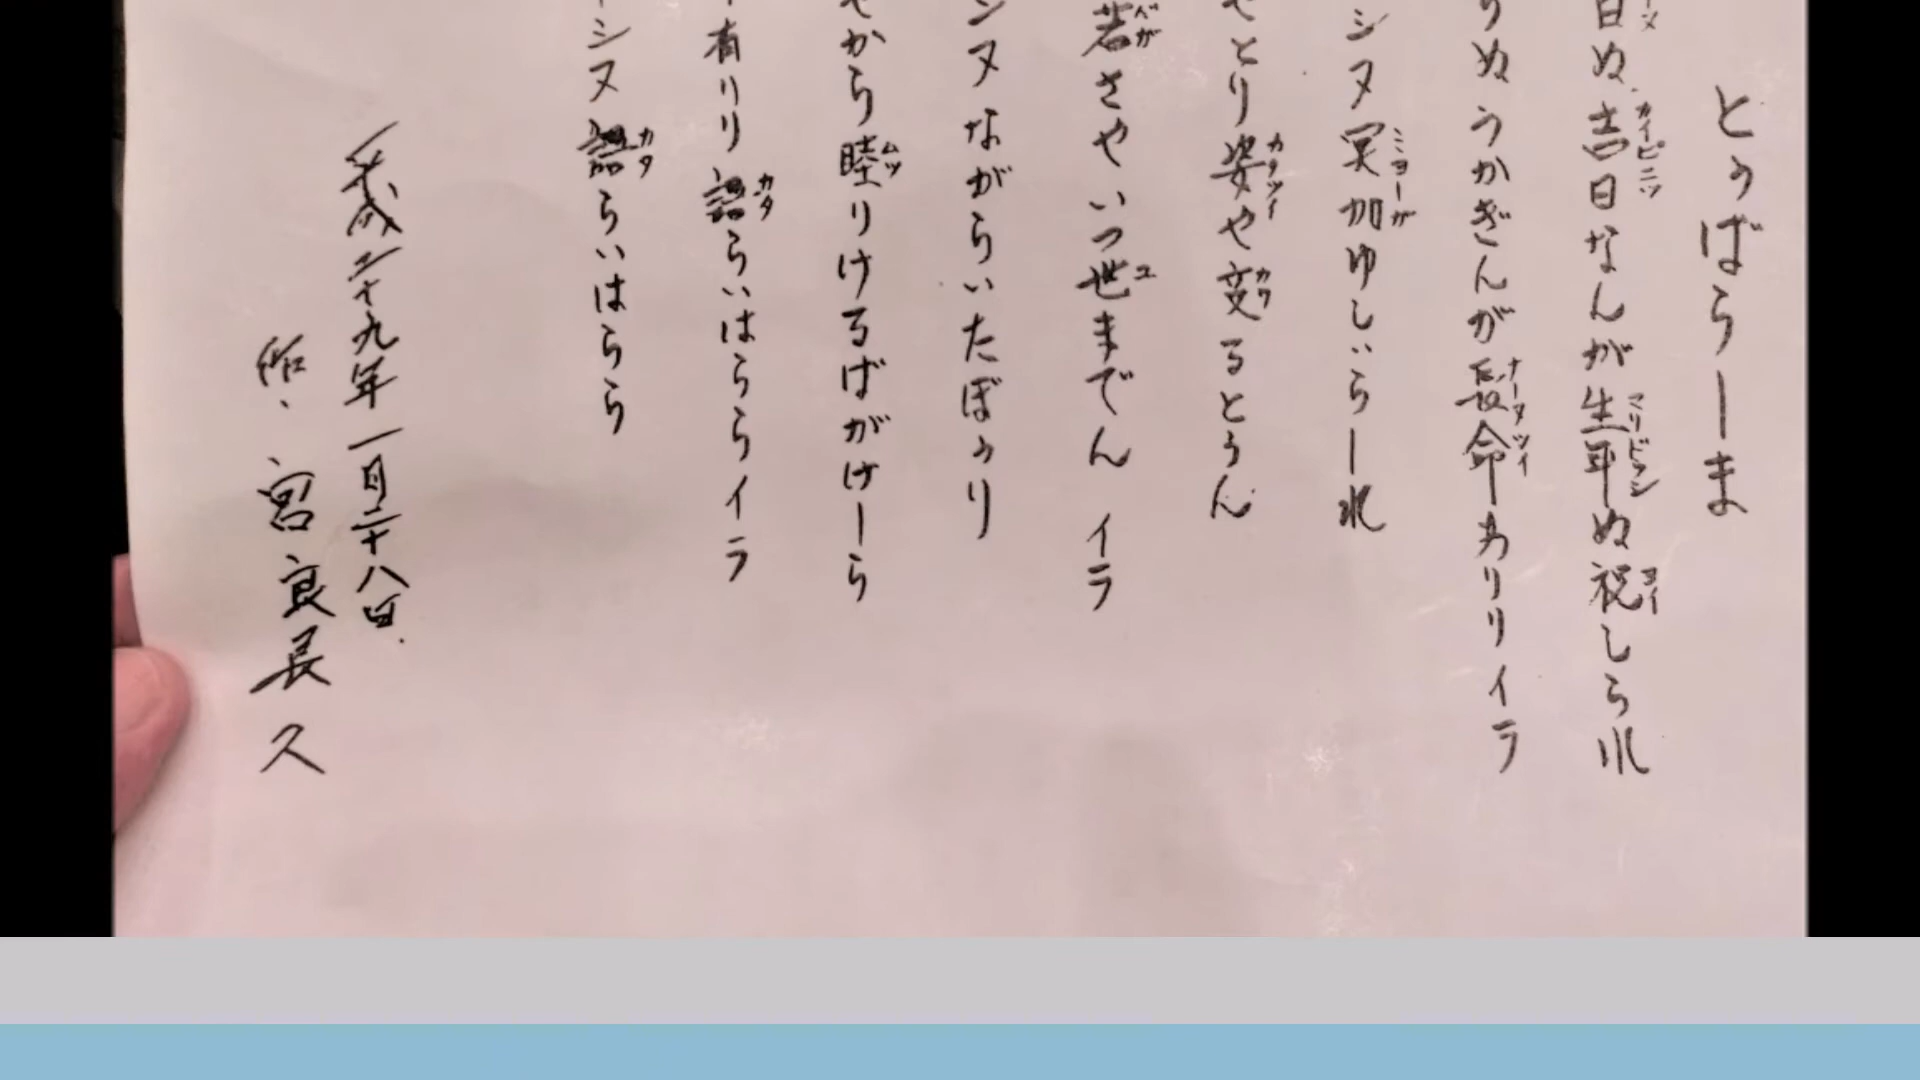 とぅばらーま
日ぬ吉日なんが生年ぬ祝しら
りぬうかぎんが長命ありりイラ
シヌ冥加ゆしぃらーれ
とり姿や変るとぅん
若さやいつ世までん イラ
ンヌながらいたぼぅり
から睦りけるばがけーら
有りり語らいはららイラ
シヌ語らいはらら
平成二十九年一月二十八日
作、宮良長久